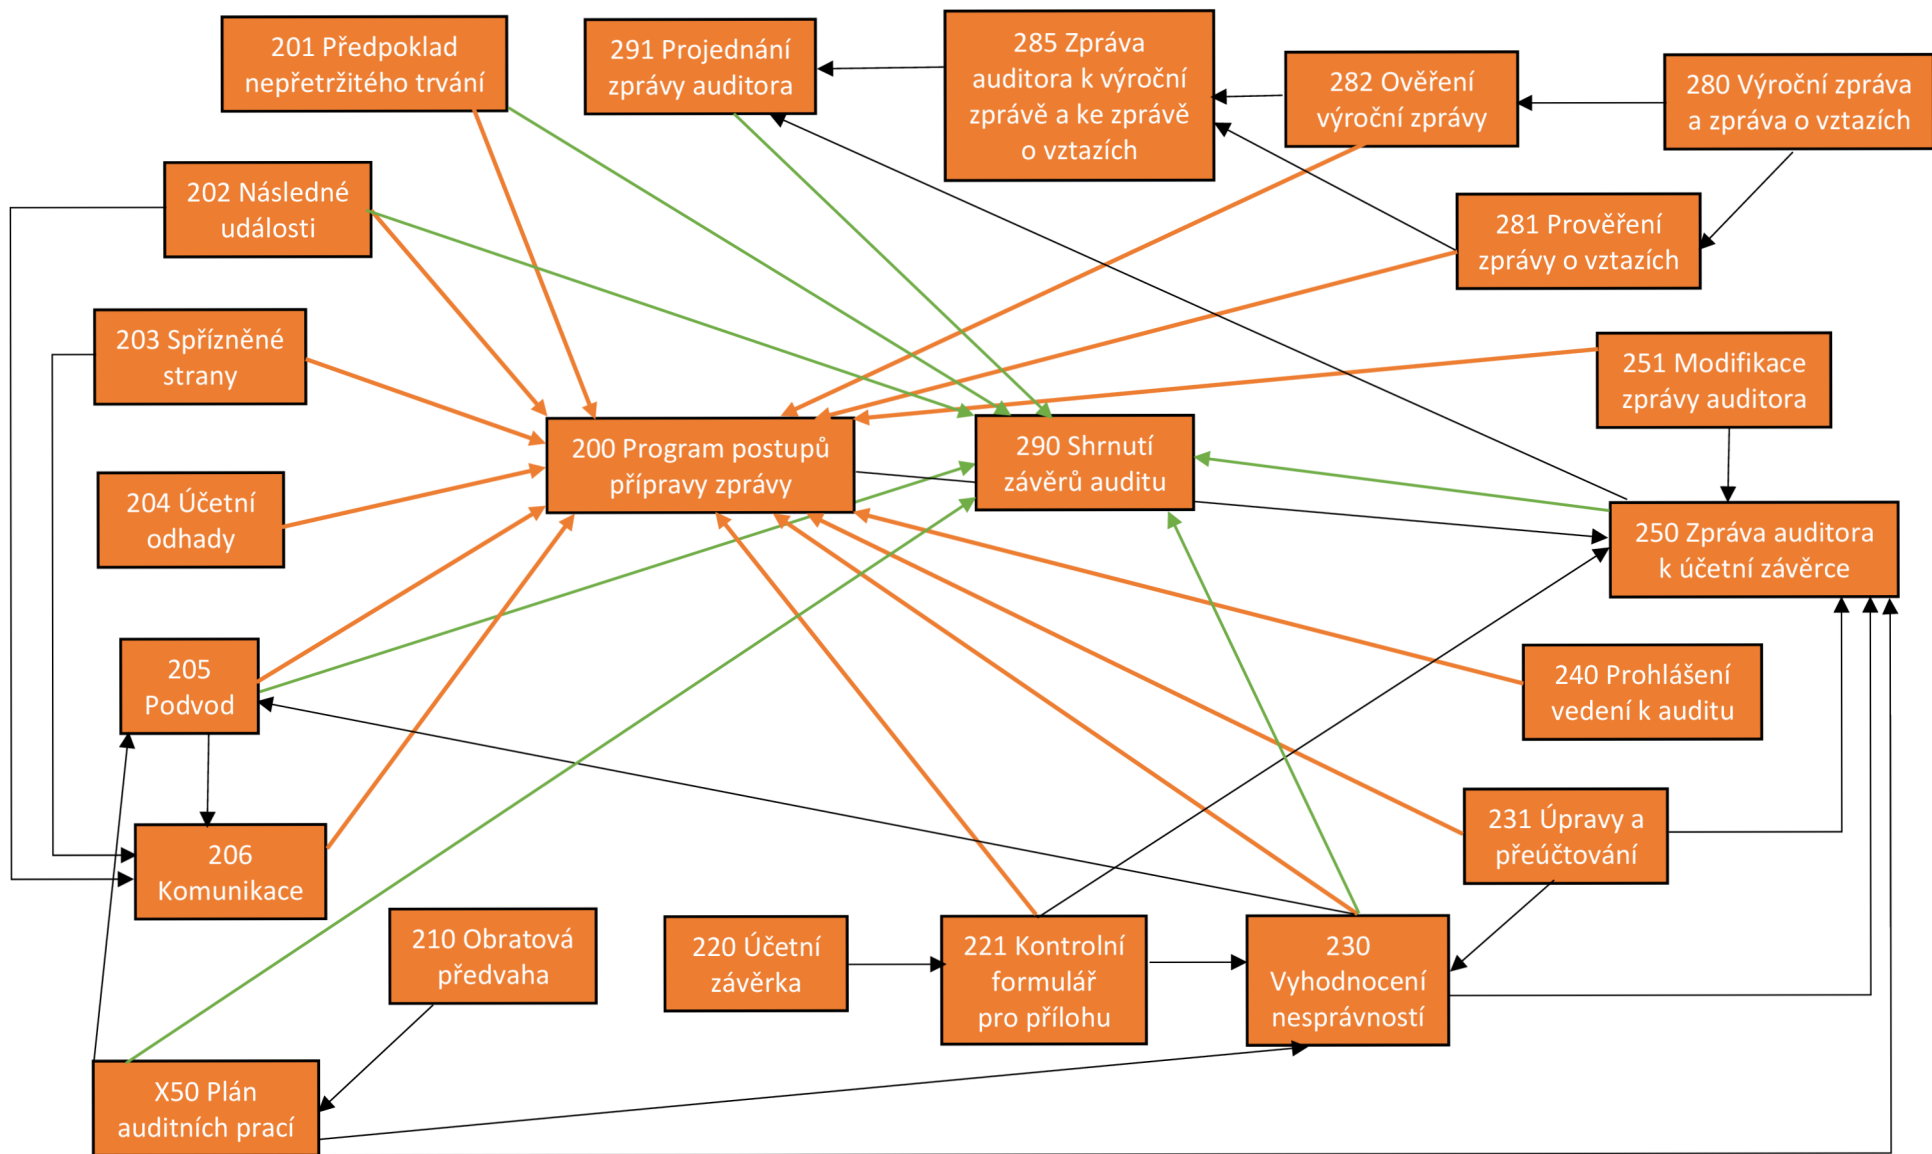 201 Předpoklad
nepřetržitého trvání
291 Projednání
zprávy auditora
285 Zpráva
auditora k výroční
zprávě a ke zprávě
o vztazích
282 Ověření
výroční zprávy
280 Výroční zpráva
a zpráva o vztazích
202 Následné
události
281 Prověření
zprávy o vztazích
203 Spřízněné
strany
251 Modifikace
zprávy auditora
200 Program postupů
přípravy zprávy
290 Shrnutí
závěrů auditu
204 Účetní
odhady
250 Zpráva auditora
k účetní závěrce
205
Podvod
240 Prohlášení
vedení k auditu
206
Komunikace
231 Úpravy a
přeúčtování
210 Obratová
předvaha
220 Účetní
závěrka
221 Kontrolní
formulář
pro přílohu
230
Vyhodnocení
nesprávností
X50 Plán
auditních prací